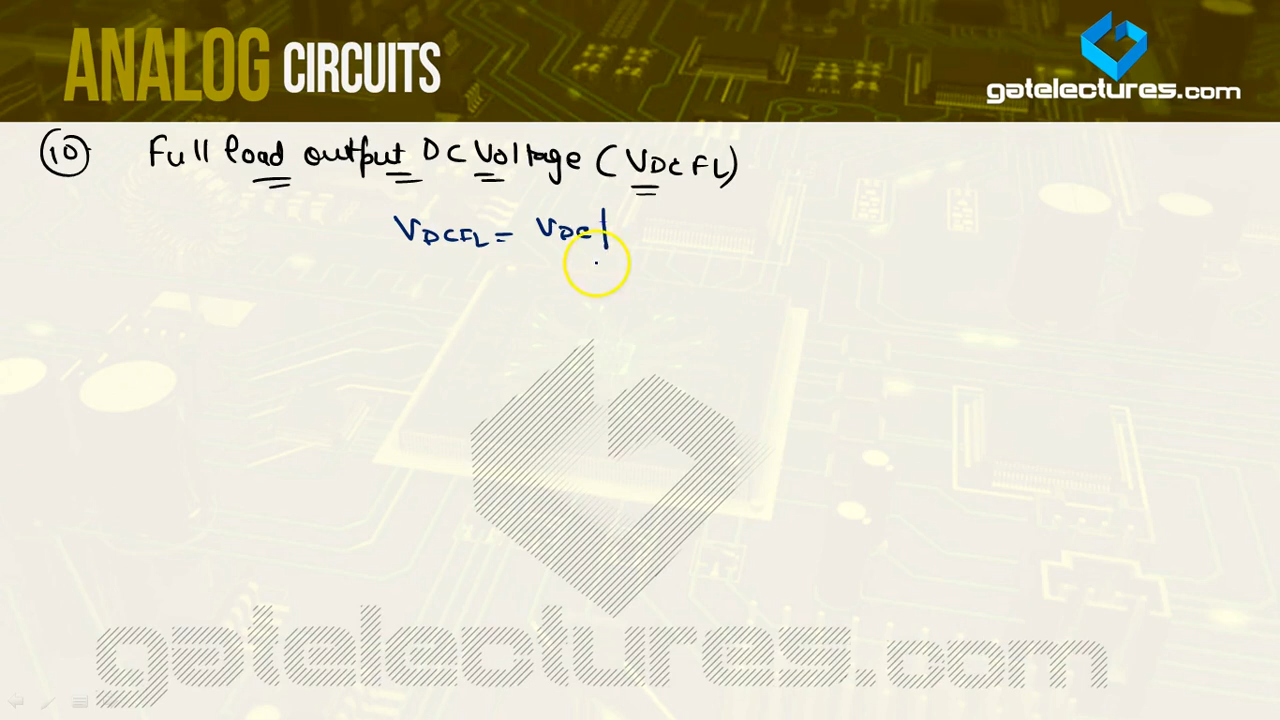 ANALOG CIRCUITS
gatelectures.com
10 Full load output DC Voltage (VDCFL)
VDCFL = VDC|
gatelectures.com